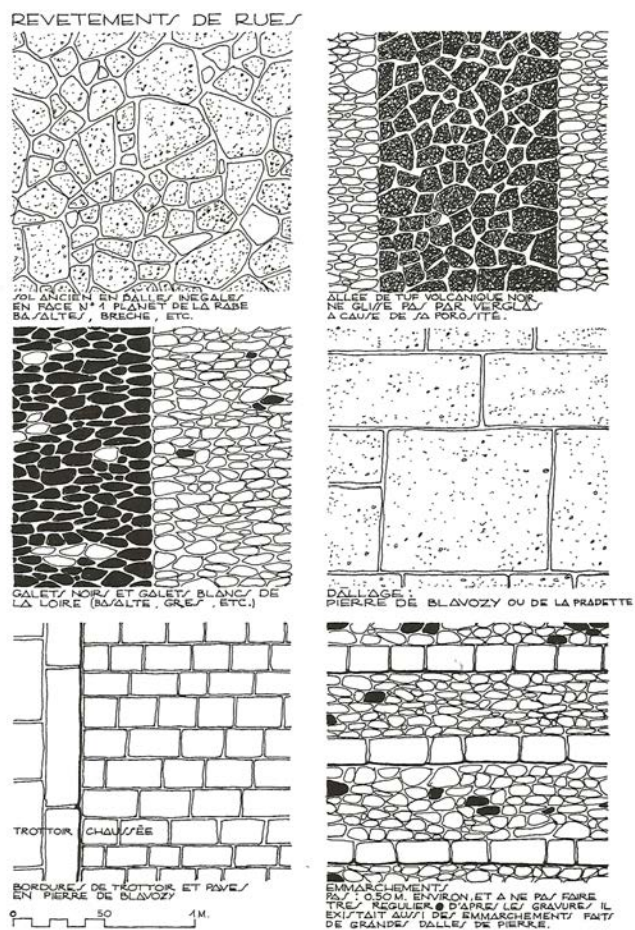 REVETEMENTS DE RUES
SOL ANCIEN EN DALLES INEGALES
EN FACE N° 1 PLANET DE LA RABE
BASALTES, BRECHE, ETC.
ALLEE DE TUF VOLCANIQUE NOIR
NE GLISSE PAS PAR VERGLAS
A CAUSE DE SA POROSITÉ.
GALETS NOIRS ET GALETS BLANCS DE
LA LOIRE (BASALTE, GRES, ETC.)
DALLAGE:
PIERRE DE BLAVOZY OU DE LA PRADETTE
TROTTOIR CHAUSSÉE
BORDURES DE TROTTOIR ET PAVES
EN PIERRE DE BLAVOZY
0 50 1M.
EMMARCHEMENTS
PAS: 0.50 M. ENVIRON, ET A NE PAS FAIRE
TRES REGULIER ● D'APRES LES GRAVURES IL
EXISTAIT AUSSI DES EMMARCHEMENTS FAITS
DE GRANDES DALLES DE PIERRE.